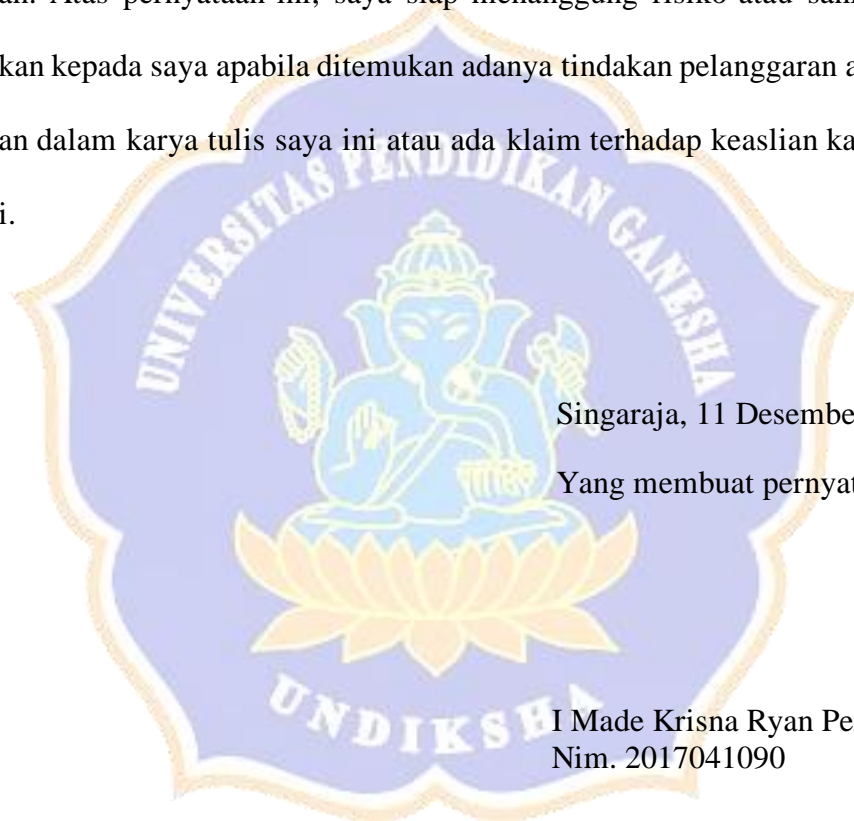 an. Atas pernyataan ini, saya siap menanggung risiko atau san
kan kepada saya apabila ditemukan adanya tindakan pelanggaran a
an dalam karya tulis saya ini atau ada klaim terhadap keaslian ka
i.
UNIVERSITAS PENDIDIKAN GANESHA
Singaraja, 11 Desembe
Yang membuat pernyat
UNDIKSHA
I Made Krisna Ryan Pe
Nim. 2017041090